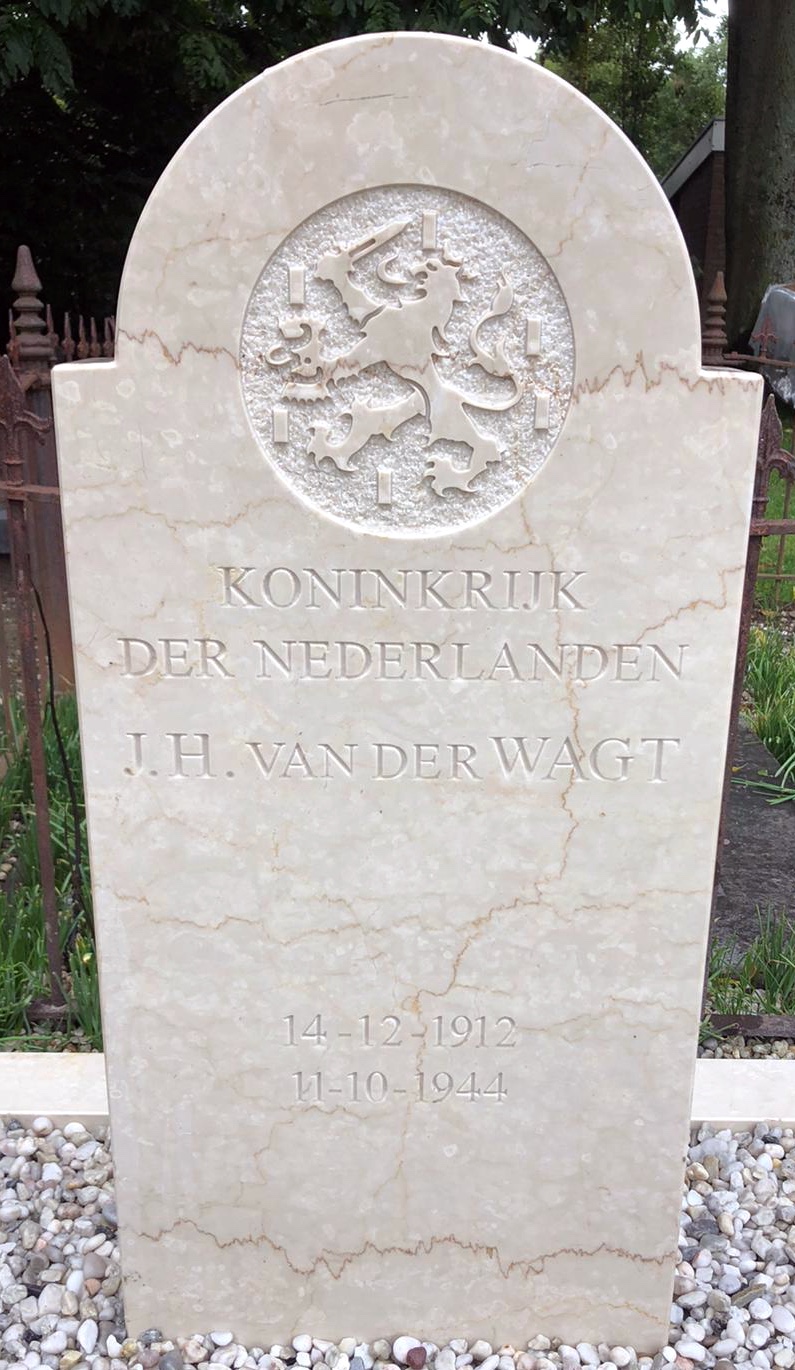 KONINKRIJK
DER NEDERLANDEN
J.H. VAN DER WAGT
14-12-1912
11-10-1944